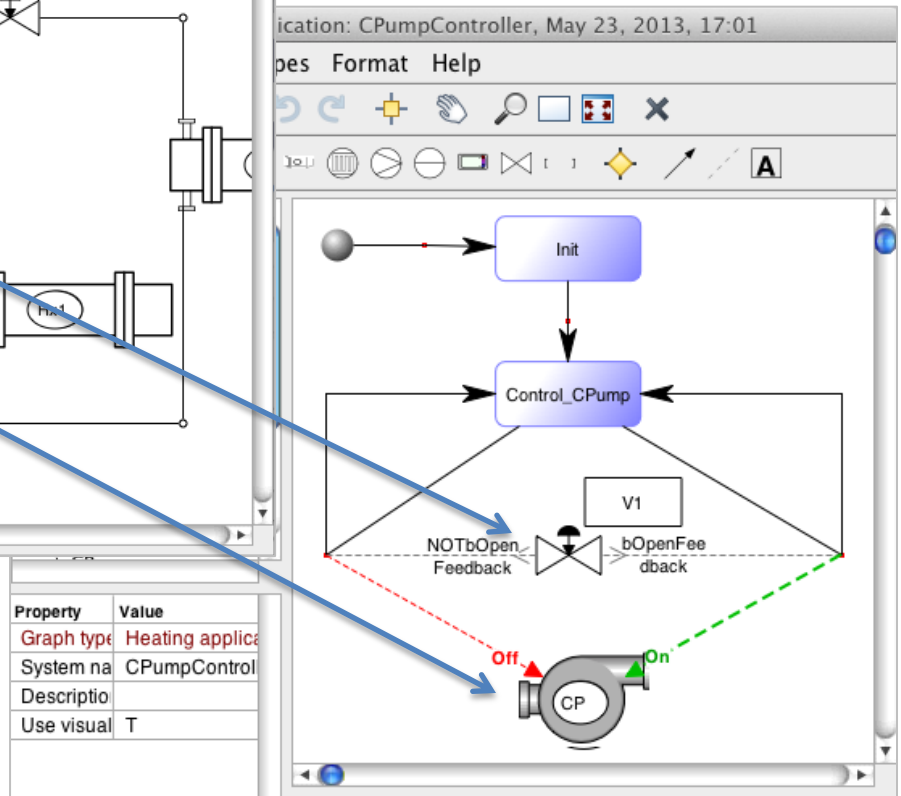 ication: CPumpController, May 23, 2013, 17:01
pes Format Help
A
Init
Hx1
Control_CPump
V1
NOTbOpen
Feedback
bOpenFee
dback
Off
On
CP
Property Value
Graph type Heating applica
System na CPumpControl
Descriptio
Use visual T